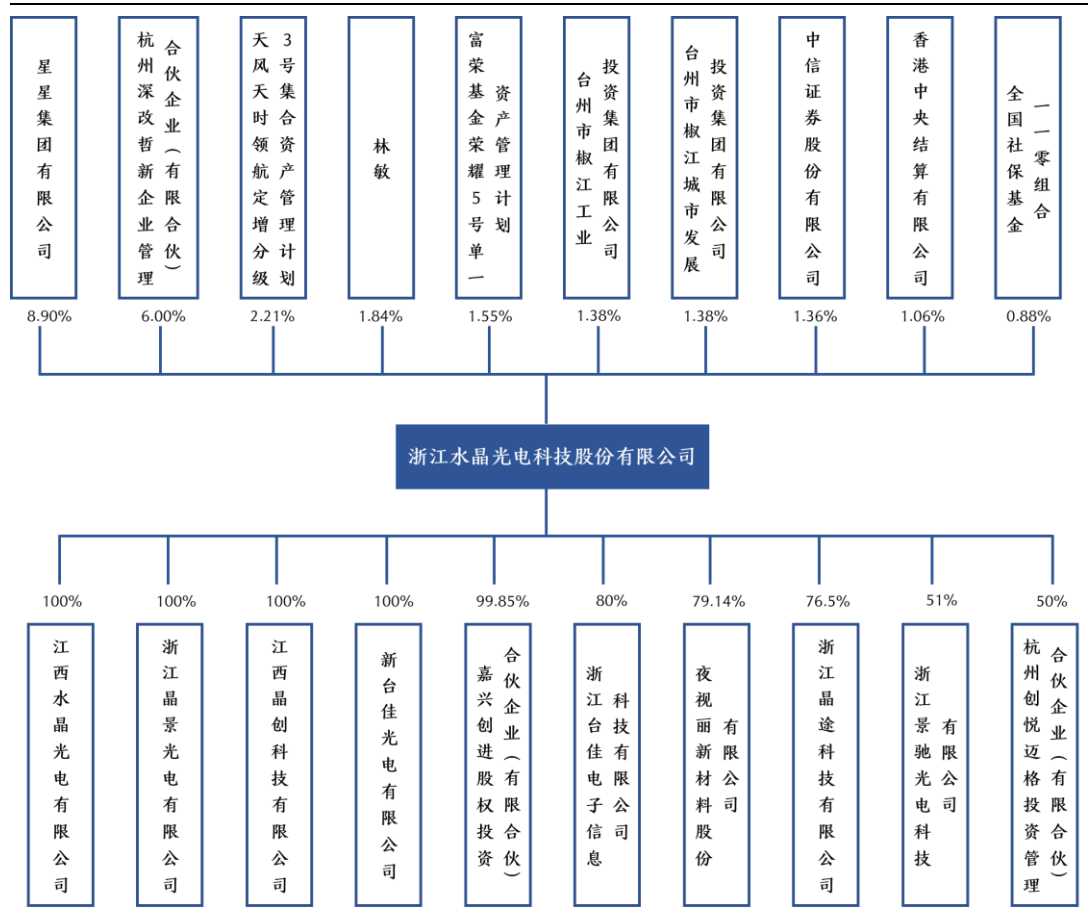 星星集团有限公司
杭州深改哲新企业管理
合伙企业（有限合伙）
天风天时领航定增分级
3号集合资产管理计划
林敏
富荣基金荣耀5号单一
资产管理计划
台州市椒江工业
投资集团有限公司
台州市椒江城市发展
投资集团有限公司
中信证券股份有限公司
香港中央结算有限公司
全国社保基金
一一零组合
8.90%
6.00%
2.21%
1.84%
1.55%
1.38%
1.38%
1.36%
1.06%
0.88%
浙江水晶光电科技股份有限公司
100%
100%
100%
100%
99.85%
80%
79.14%
76.5%
51%
50%
江西水晶光电有限公司
浙江晶景光电有限公司
江西晶创科技有限公司
新台佳光电有限公司
嘉兴创进股权投资
合伙企业（有限合伙）
浙江台佳电子信息
科技有限公司
夜视丽新材料股份
有限公司
浙江晶途科技有限公司
浙江景驰光电科技
有限公司
杭州创悦迈格投资管理
合伙企业（有限合伙）